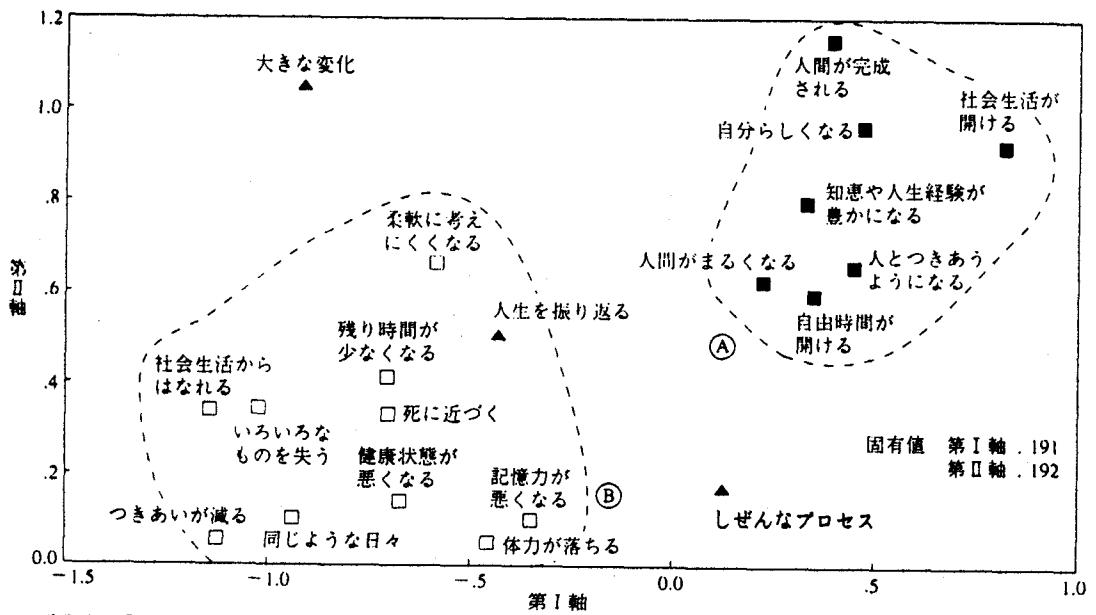 1.2
大きな変化
人間が完成
される
1.0
社会生活が
開ける
自分らしくなる
.8
知恵や人生経験が
豊かになる
柔軟に考え
にくくなる
人間がまるくなる
人とつきあう
ようになる
第Ⅱ軸
.6
人生を振り返る
自由時間が
開ける
残り時間が
少なくなる
Ⓐ
社会生活から
はなれる
.4
死に近づく
いろいろな
ものを失う
健康状態が
悪くなる
固有値 第Ⅰ軸 .191
第Ⅱ軸 .192
.2
記憶力が
悪くなる
Ⓑ
つきあいが減る
同じような日々
体力が落ちる
しぜんなプロセス
0.0
-1.5
-1.0
-.5
0.0
.5
1.0
第Ⅰ軸